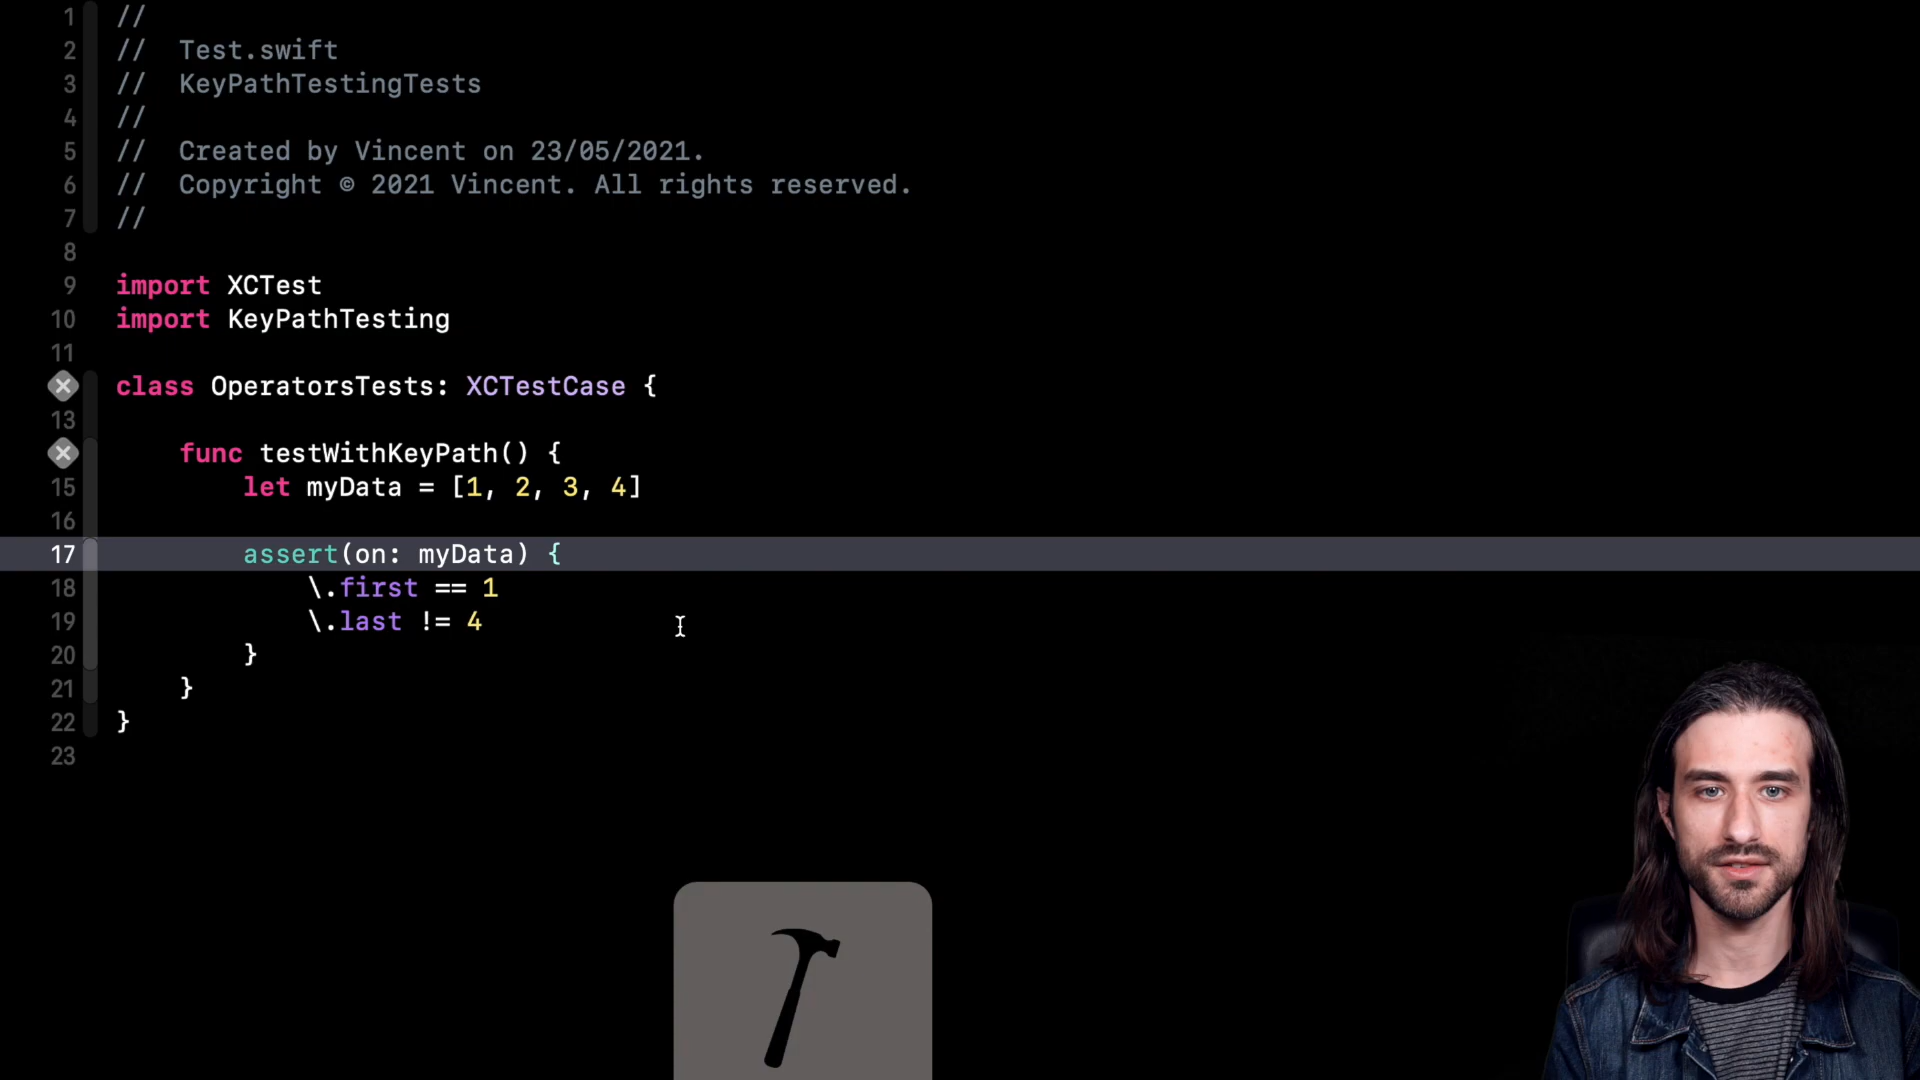 1 //
2 //  Test.swift
3 //  KeyPathTestingTests
4 //
5 //  Created by Vincent on 23/05/2021.
6 //  Copyright © 2021 Vincent. All rights reserved.
7 //
8
9 import XCTest
10 import KeyPathTesting
11
class OperatorsTests: XCTestCase {
13
func testWithKeyPath() {
15 let myData = [1, 2, 3, 4]
16
17 assert(on: myData) {
18 \.first == 1
19 \.last != 4
20 }
21 }
22 }
23